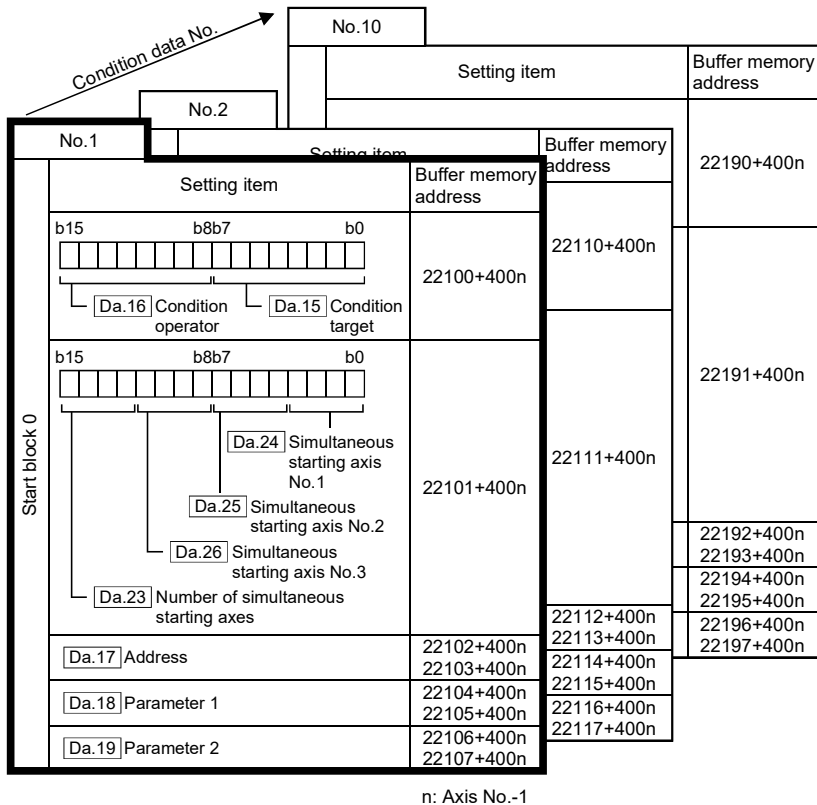 Condition data No.
No.10
Setting item
Buffer memory
address
22190+400n
22191+400n
22192+400n
22193+400n
22194+400n
22195+400n
22196+400n
22197+400n
No.2
Setting item
Buffer memory
address
22110+400n
22111+400n
22112+400n
22113+400n
22114+400n
22115+400n
22116+400n
22117+400n
No.1
Setting item
Buffer memory
address
Start block 0
b15 b8b7 b0
Da.16 Condition
operator
Da.15 Condition
target
22100+400n
b15 b8b7 b0
Da.24 Simultaneous
starting axis
No.1
Da.25 Simultaneous
starting axis No.2
Da.26 Simultaneous
starting axis No.3
Da.23 Number of simultaneous
starting axes
22101+400n
Da.17 Address
22102+400n
22103+400n
Da.18 Parameter 1
22104+400n
22105+400n
Da.19 Parameter 2
22106+400n
22107+400n
n: Axis No.-1